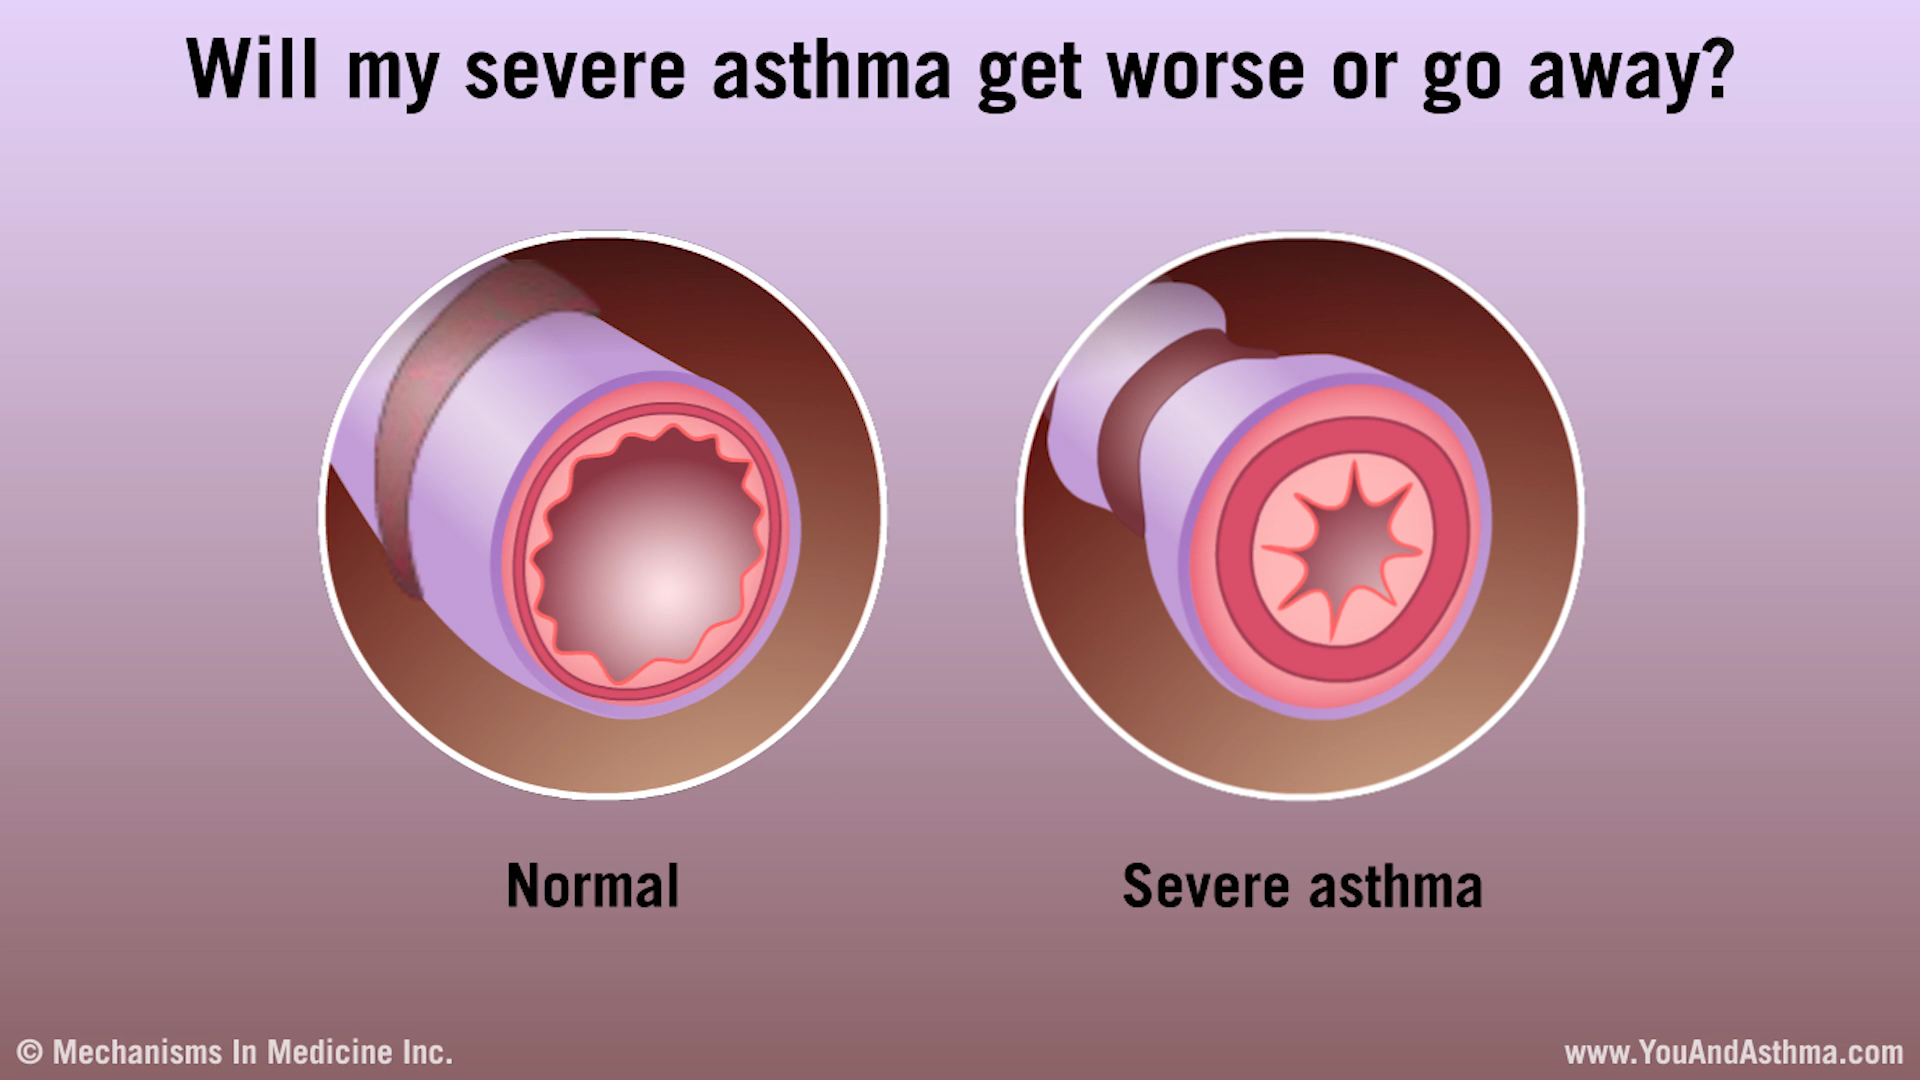 Will my severe asthma get worse or go away?
Normal
Severe asthma
© Mechanisms In Medicine Inc.
www.YouAndAsthma.com